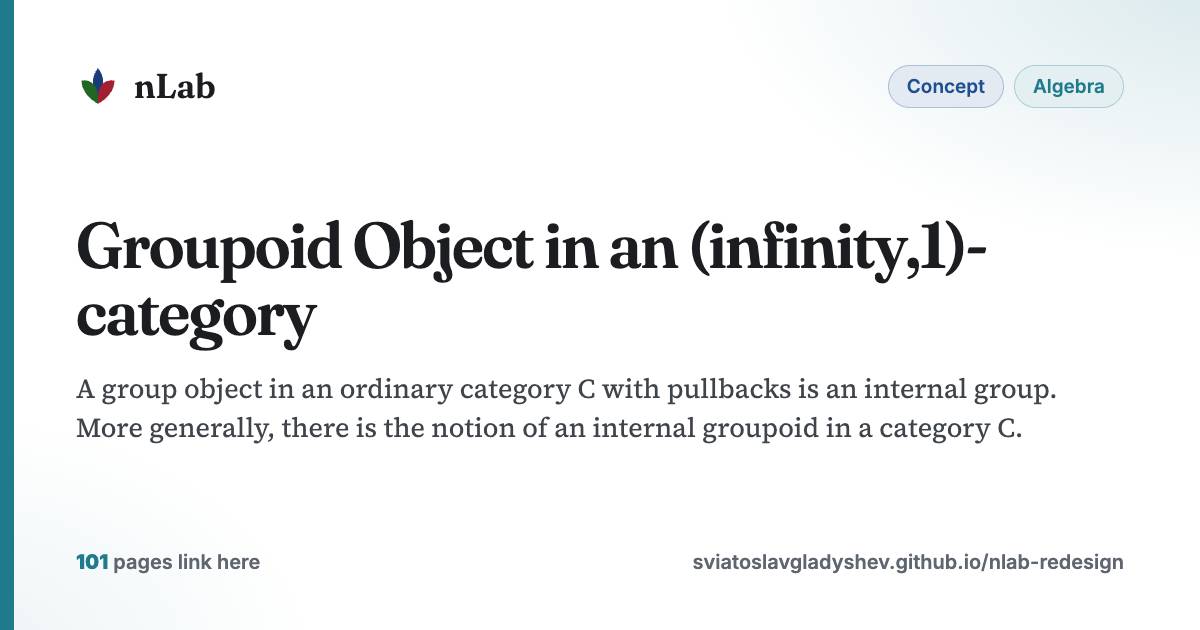 nLab
Concept
Algebra
Groupoid Object in an (infinity,1)-
category
A group object in an ordinary category C with pullbacks is an internal group.
More generally, there is the notion of an internal groupoid in a category C.
101 pages link here
sviatoslavgladyshev.github.io/nlab-redesign